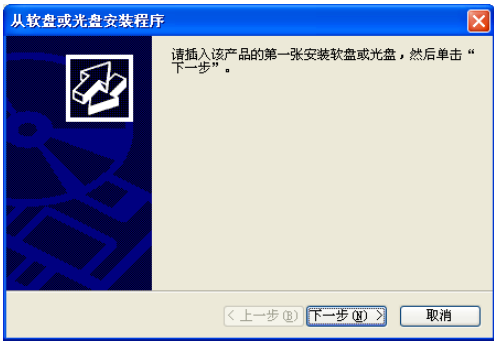 从软盘或光盘安装程序
请插入该产品的第一张安装软盘或光盘，然后单击“
下一步”。
< 上一步(B)
下一步(N) >
取消